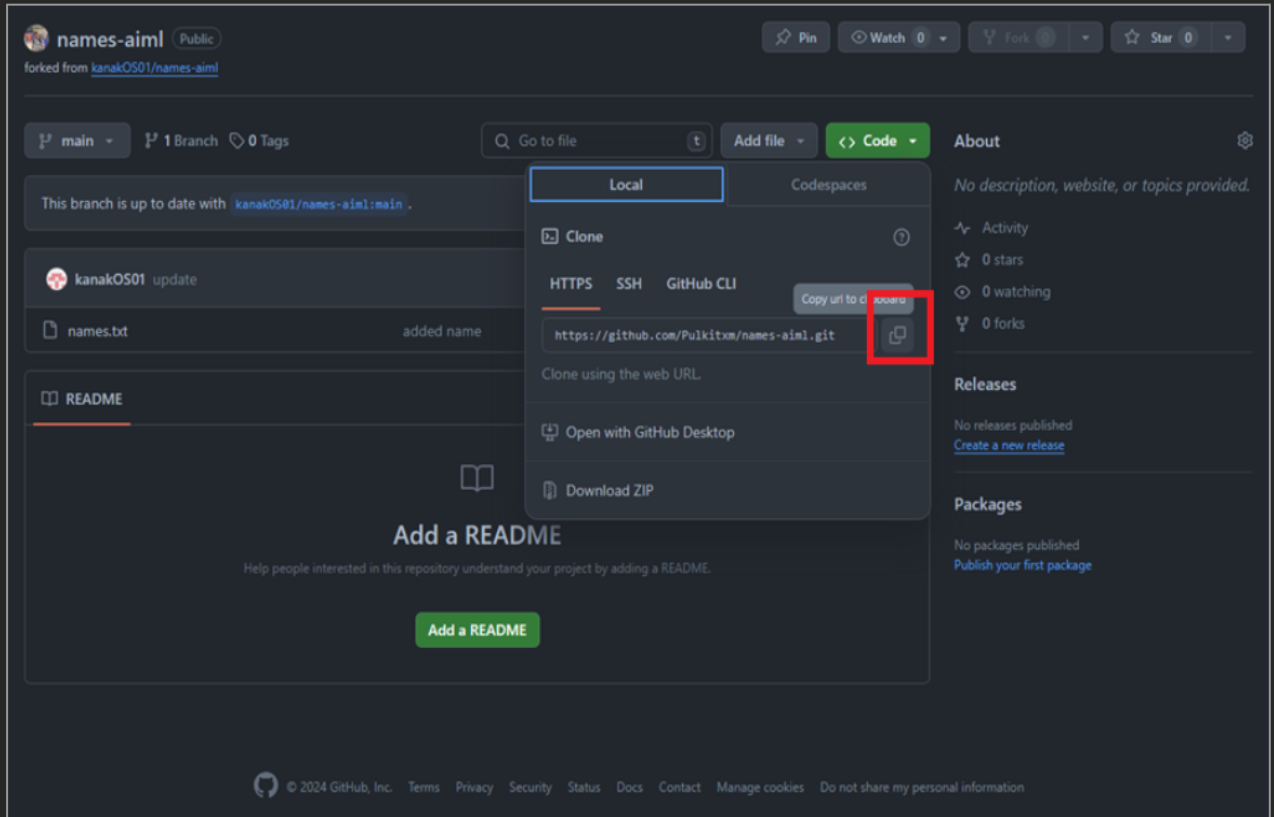 names-aiml Public
Pin
Watch 0
Fork 0
Star 0
forked from kanakOS01/names-aiml
main
1 Branch
0 Tags
Go to file
t
Add file
<> Code
About
Local
Codespaces
No description, website, or topics provided.
This branch is up to date with kanakOS01/names-aiml:main .
Clone
Activity
0 stars
0 watching
0 forks
kanakOS01 update
HTTPS
SSH
GitHub CLI
Copy url to clipboard
names.txt
added name
https://github.com/Pulkitxm/names-aiml.git
Clone using the web URL.
README
Open with GitHub Desktop
Download ZIP
Releases
No releases published
Create a new release
Packages
No packages published
Publish your first package
Add a README
Help people interested in this repository understand your project by adding a README.
Add a README
© 2024 GitHub, Inc.
Terms
Privacy
Security
Status
Docs
Contact
Manage cookies
Do not share my personal information